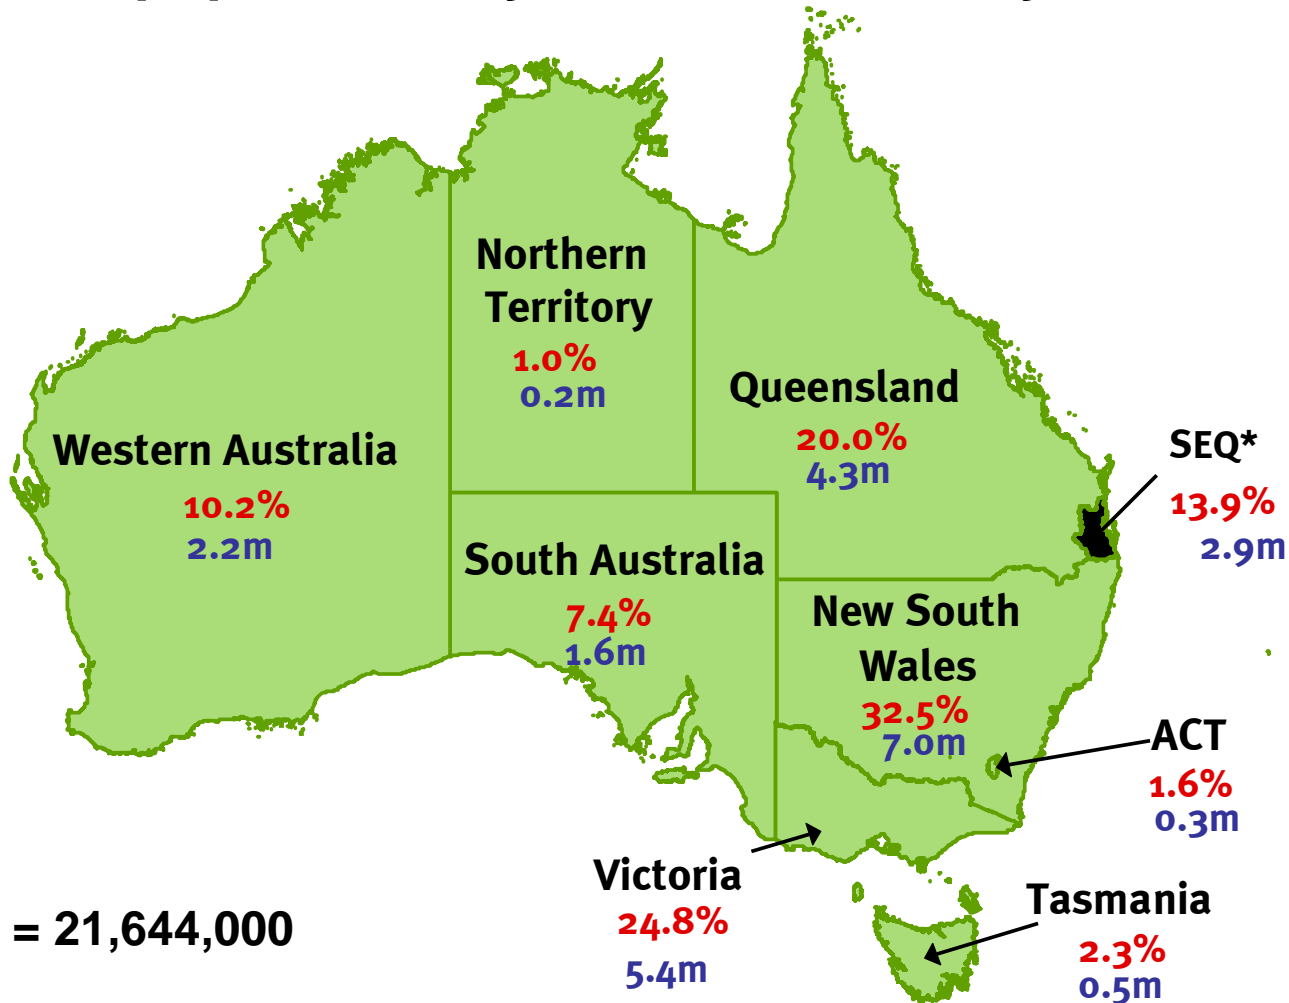 Northern
Territory
1.0%
0.2m
Queensland
20.0%
4.3m
Western Australia
10.2%
2.2m
SEQ*
13.9%
2.9m
South Australia
7.4%
1.6m
New South
Wales
32.5%
7.0m
ACT
1.6%
0.3m
Victoria
24.8%
5.4m
Tasmania
2.3%
0.5m
= 21,644,000